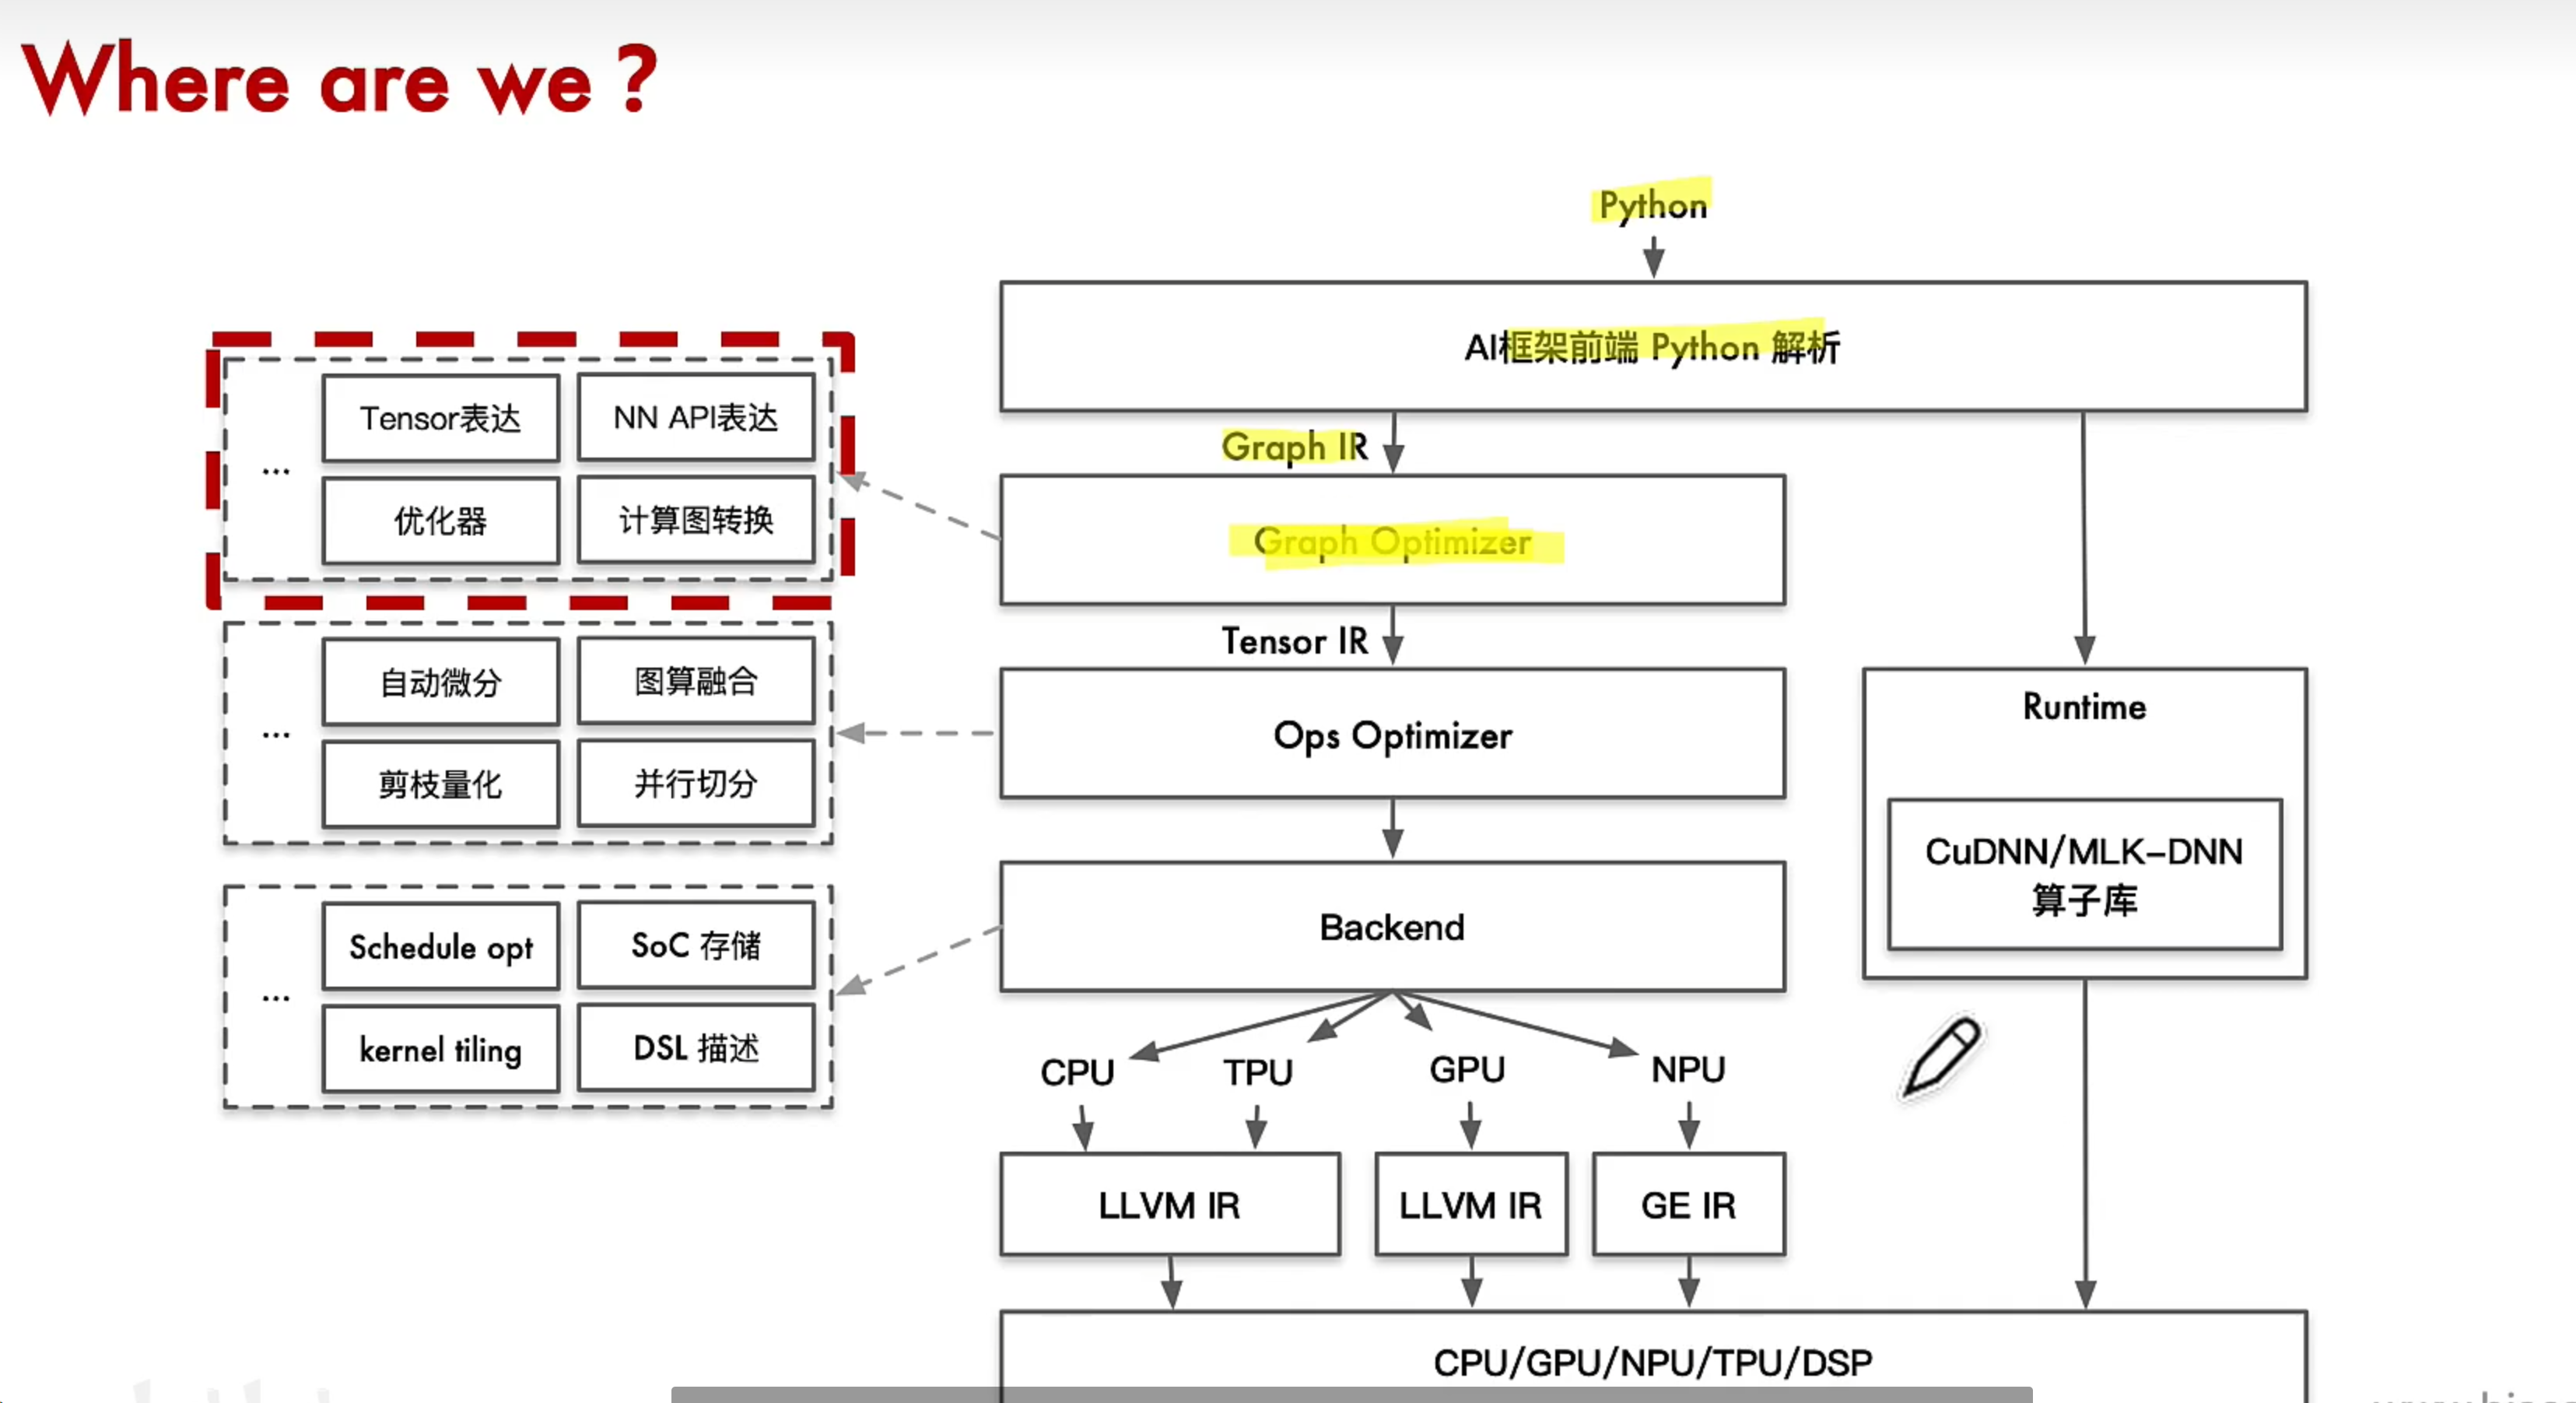 Where are we ?
Python
AI框架前端 Python 解析
Graph IR
Graph Optimizer
Tensor IR
Ops Optimizer
Backend
Runtime
CuDNN/MLK-DNN
算子库
...
Tensor表达
NN API表达
优化器
计算图转换
...
自动微分
图算融合
剪枝量化
并行切分
...
Schedule opt
SoC 存储
kernel tiling
DSL 描述
CPU
TPU
GPU
NPU
LLVM IR
LLVM IR
GE IR
CPU/GPU/NPU/TPU/DSP